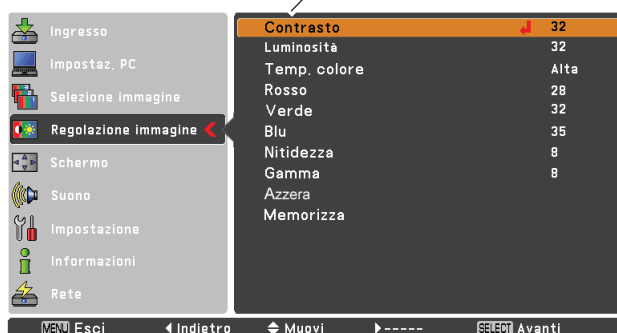 Ingresso
Impostaz. PC
Selezione immagine
Regolazione immagine
Schermo
Suono
Impostazione
Informazioni
Rete
Contrasto 32
Luminosità 32
Temp. colore Alta
Rosso 28
Verde 32
Blu 35
Nitidezza 8
Gamma 8
Azzera
Memorizza
MENU Esci Indietro Muovi ----- SELECT Avanti